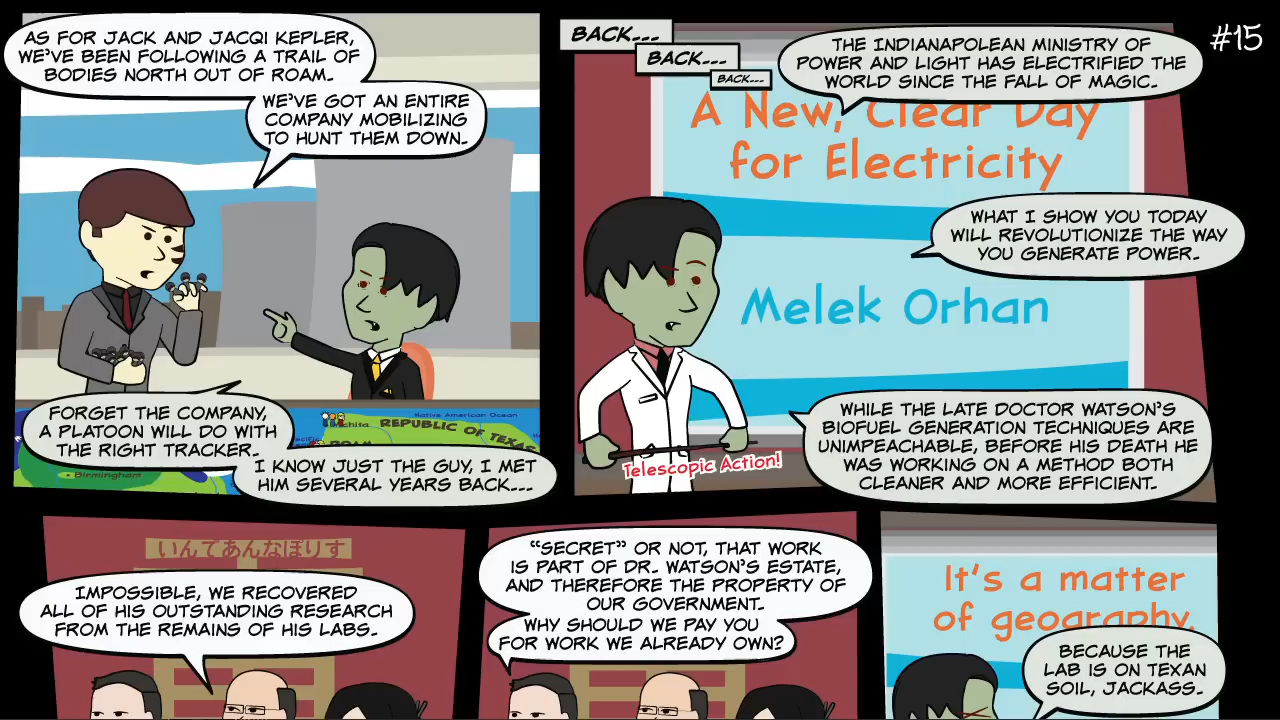 AS FOR JACK AND JACQI KEPLER,
WE'VE BEEN FOLLOWING A TRAIL OF
BODIES NORTH OUT OF ROAM.
WE'VE GOT AN ENTIRE
COMPANY MOBILIZING
TO HUNT THEM DOWN.
FORGET THE COMPANY,
A PLATOON WILL DO WITH
THE RIGHT TRACKER.
I KNOW JUST THE GUY, I MET
HIM SEVERAL YEARS BACK...
Native American Ocean
REPUBLIC OF TEXAS
ROAM
Birmingham
BACK...
BACK...
BACK...
#15
THE INDIANAPOLEAN MINISTRY OF
POWER AND LIGHT HAS ELECTRIFIED THE
WORLD SINCE THE FALL OF MAGIC.
A New, Clear Day
for Electricity
WHAT I SHOW YOU TODAY
WILL REVOLUTIONIZE THE WAY
YOU GENERATE POWER.
Melek Orhan
WHILE THE LATE DOCTOR WATSON'S
BIOFUEL GENERATION TECHNIQUES ARE
UNIMPEACHABLE, BEFORE HIS DEATH HE
WAS WORKING ON A METHOD BOTH
CLEANER AND MORE EFFICIENT.
Telescopic Action!
いんてあんなぽりす
IMPOSSIBLE, WE RECOVERED
ALL OF HIS OUTSTANDING RESEARCH
FROM THE REMAINS OF HIS LABS.
"SECRET" OR NOT, THAT WORK
IS PART OF DR. WATSON'S ESTATE,
AND THEREFORE THE PROPERTY OF
OUR GOVERNMENT.
WHY SHOULD WE PAY YOU
FOR WORK WE ALREADY OWN?
It's a matter
of geography.
BECAUSE THE
LAB IS ON TEXAN
SOIL, JACKASS.